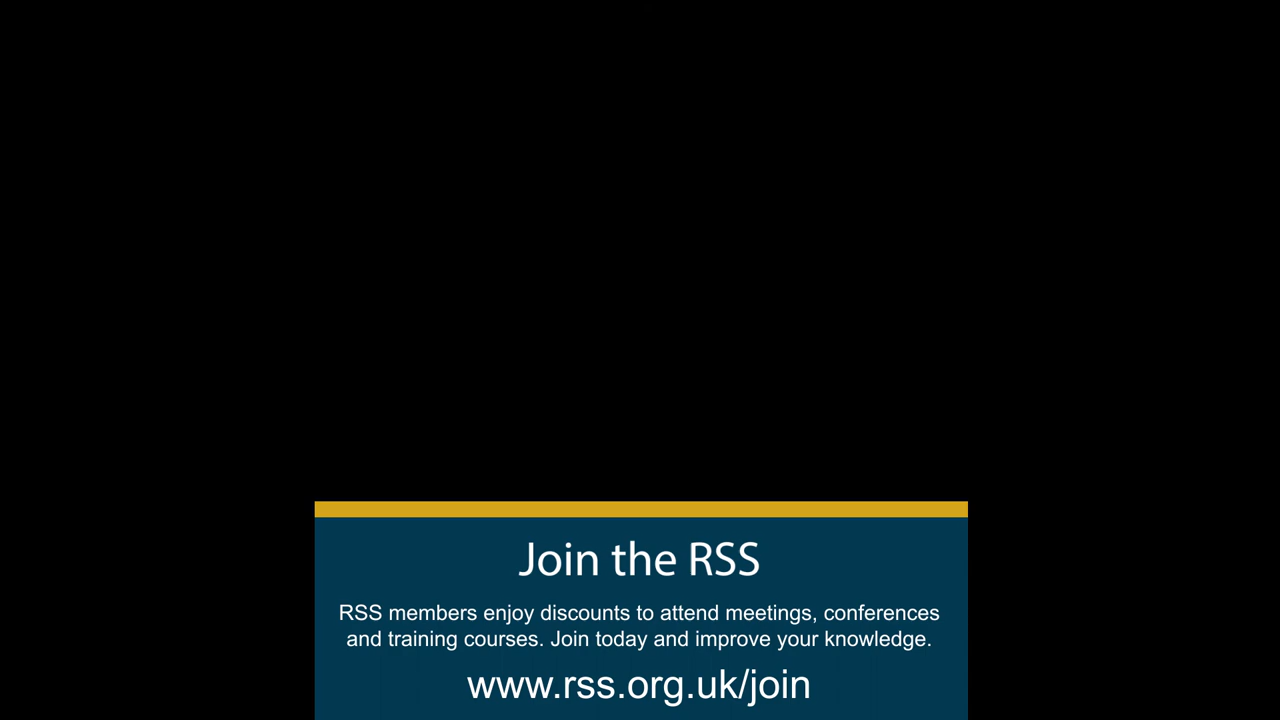 Join the RSS
RSS members enjoy discounts to attend meetings, conferences
and training courses. Join today and improve your knowledge.
www.rss.org.uk/join